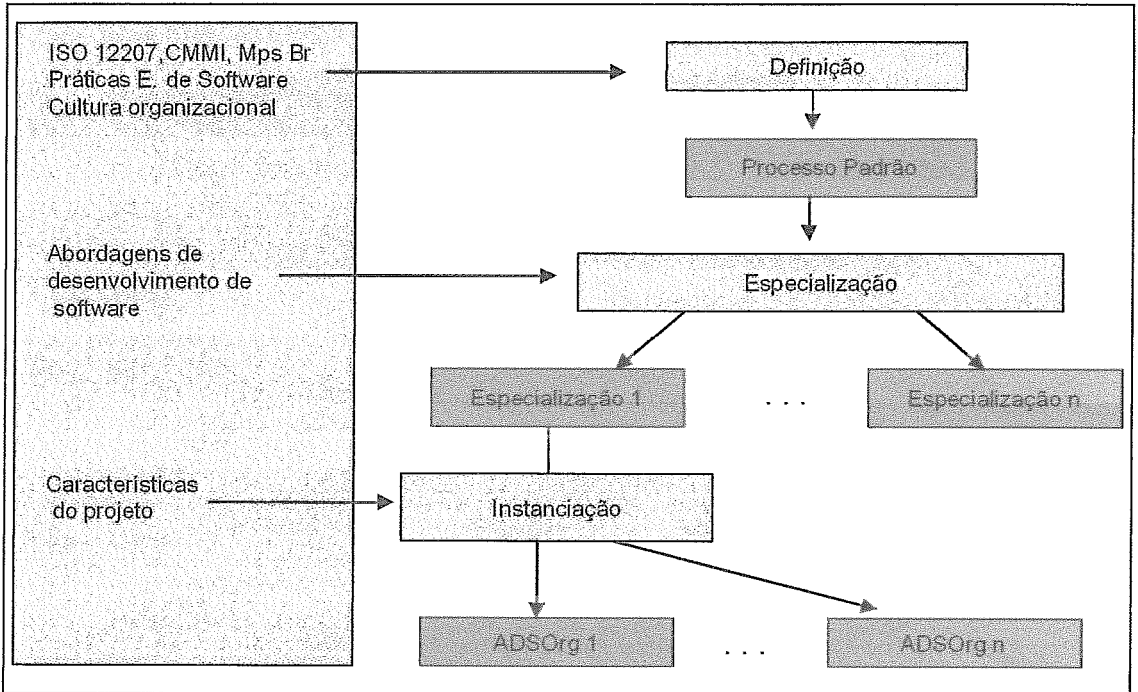 ISO 12207,CMMI, Mps Br
Práticas E. de Software
Cultura organizacional
Definição
Processo Padrão
Abordagens de
desenvolvimento de
software
Especialização
Especialização 1
. . .
Especialização n
Características
do projeto
Instanciação
ADSOrg 1
. . .
ADSOrg n